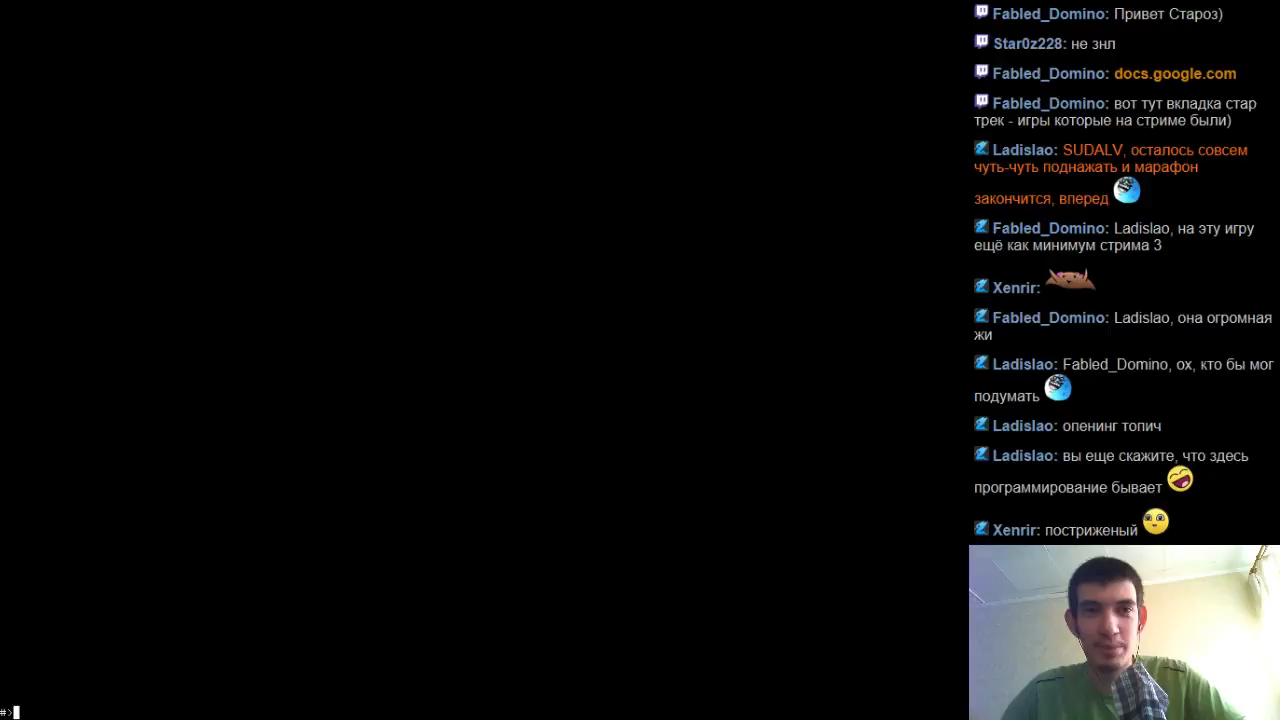 Fabled_Domino: Привет Староз)
Star0z228: не знл
Fabled_Domino: docs.google.com
Fabled_Domino: вот тут вкладка стар
трек - игры которые на стриме были)
Ladislao: SUDALV, осталось совсем
чуть-чуть поднажать и марафон
закончится, вперед
Fabled_Domino: Ladislao, на эту игру
ещё как минимум стрима 3
Xenrir:
Fabled_Domino: Ladislao, она огромная
жи
Ladislao: Fabled_Domino, ох, кто бы мог
подумать
Ladislao: опенинг топич
Ladislao: вы еще скажите, что здесь
программирование бывает
Xenrir: постриженый
#>